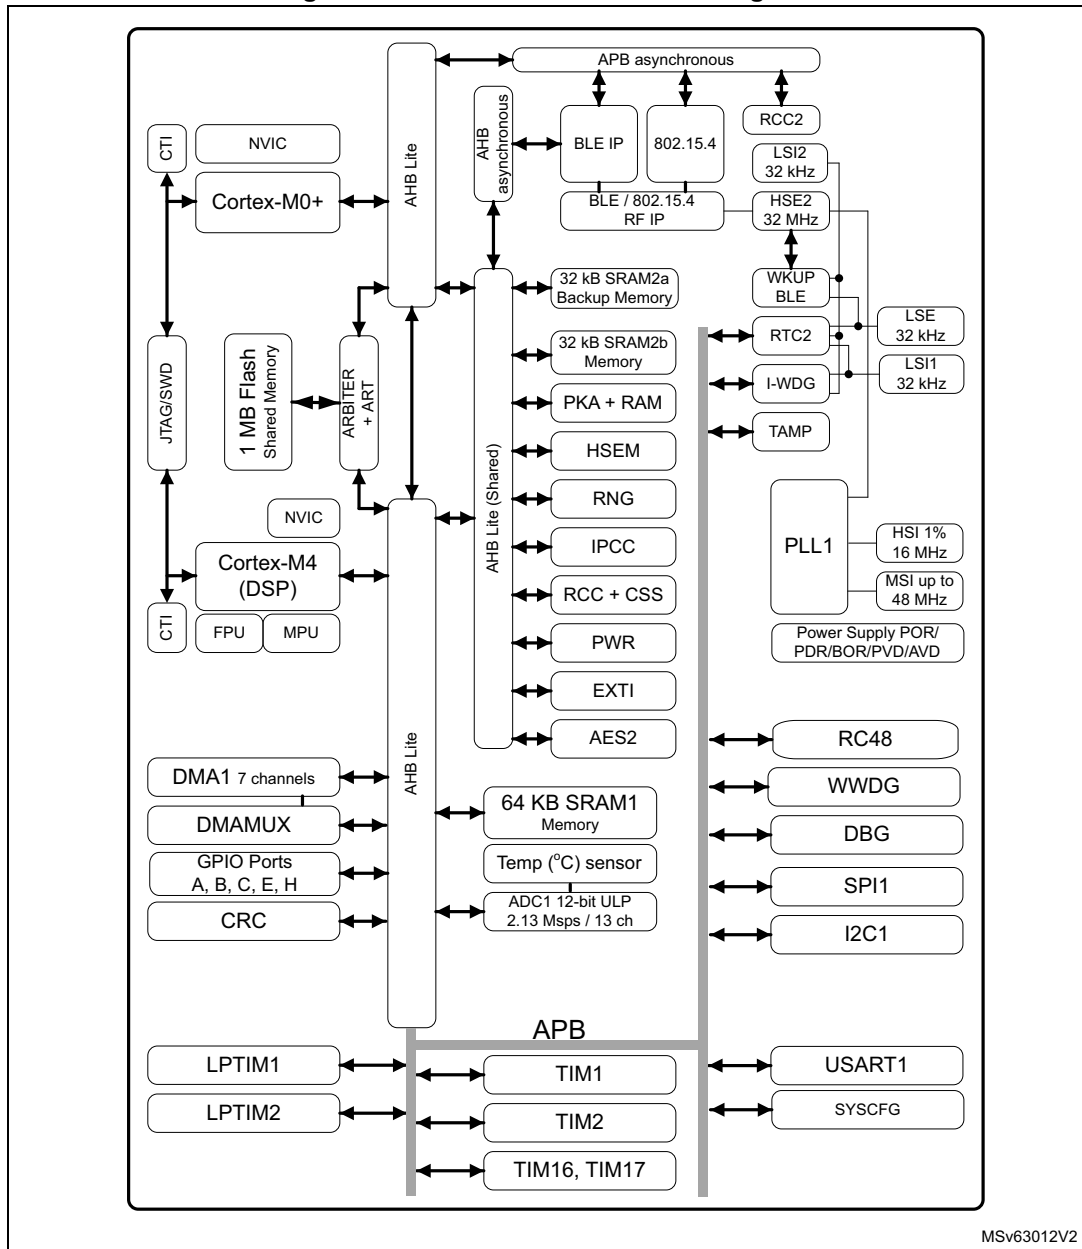 APB asynchronous
AHB Lite
AHB
asynchronous
BLE IP
802.15.4
RCC2
CTI
NVIC
Cortex-M0+
LSI2
32 kHz
BLE / 802.15.4
RF IP
HSE2
32 MHz
32 kB SRAM2a
Backup Memory
WKUP
BLE
LSE
32 kHz
32 kB SRAM2b
Memory
RTC2
LSI1
32 kHz
JTAG/SWD
1 MB Flash
Shared Memory
ARBITER
+ ART
I-WDG
PKA + RAM
TAMP
HSEM
AHB Lite (Shared)
RNG
NVIC
PLL1
HSI 1%
16 MHz
IPCC
Cortex-M4
(DSP)
MSI up to
48 MHz
RCC + CSS
CTI
FPU
MPU
PWR
Power Supply POR/
PDR/BOR/PVD/AVD
EXTI
AES2
RC48
AHB Lite
DMA1 7 channels
WWDG
64 KB SRAM1
Memory
DMAMUX
DBG
GPIO Ports
A, B, C, E, H
Temp (°C) sensor
SPI1
CRC
ADC1 12-bit ULP
2.13 Msps / 13 ch
I2C1
APB
LPTIM1
TIM1
USART1
LPTIM2
TIM2
SYSCFG
TIM16, TIM17
MSv63012V2